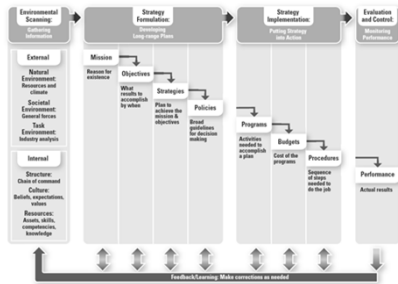 Environmental
Scanning:
Gathering
Information
Strategy
Formulation:
Developing
Long-range Plans
Strategy
Implementation:
Putting Strategy
into Action
Evaluation
and Control:
Monitoring
Performance
External
Natural
Environment:
Resources and
climate
Societal
Environment:
General forces
Task
Environment:
Industry analysis
Internal
Structure:
Chain of command
Culture:
Beliefs, expectations,
values
Resources:
Assets, skills,
competencies,
knowledge
Mission
Reason for
existence
Objectives
What
results to
accomplish
by when
Strategies
Plan to
achieve the
mission &
objectives
Policies
Broad
guidelines
for decision
making
Programs
Activities
needed to
accomplish
a plan
Budgets
Cost of the
programs
Procedures
Sequence
of steps
needed to
do the job
Performance
Actual results
Feedback/Learning: Make corrections as needed